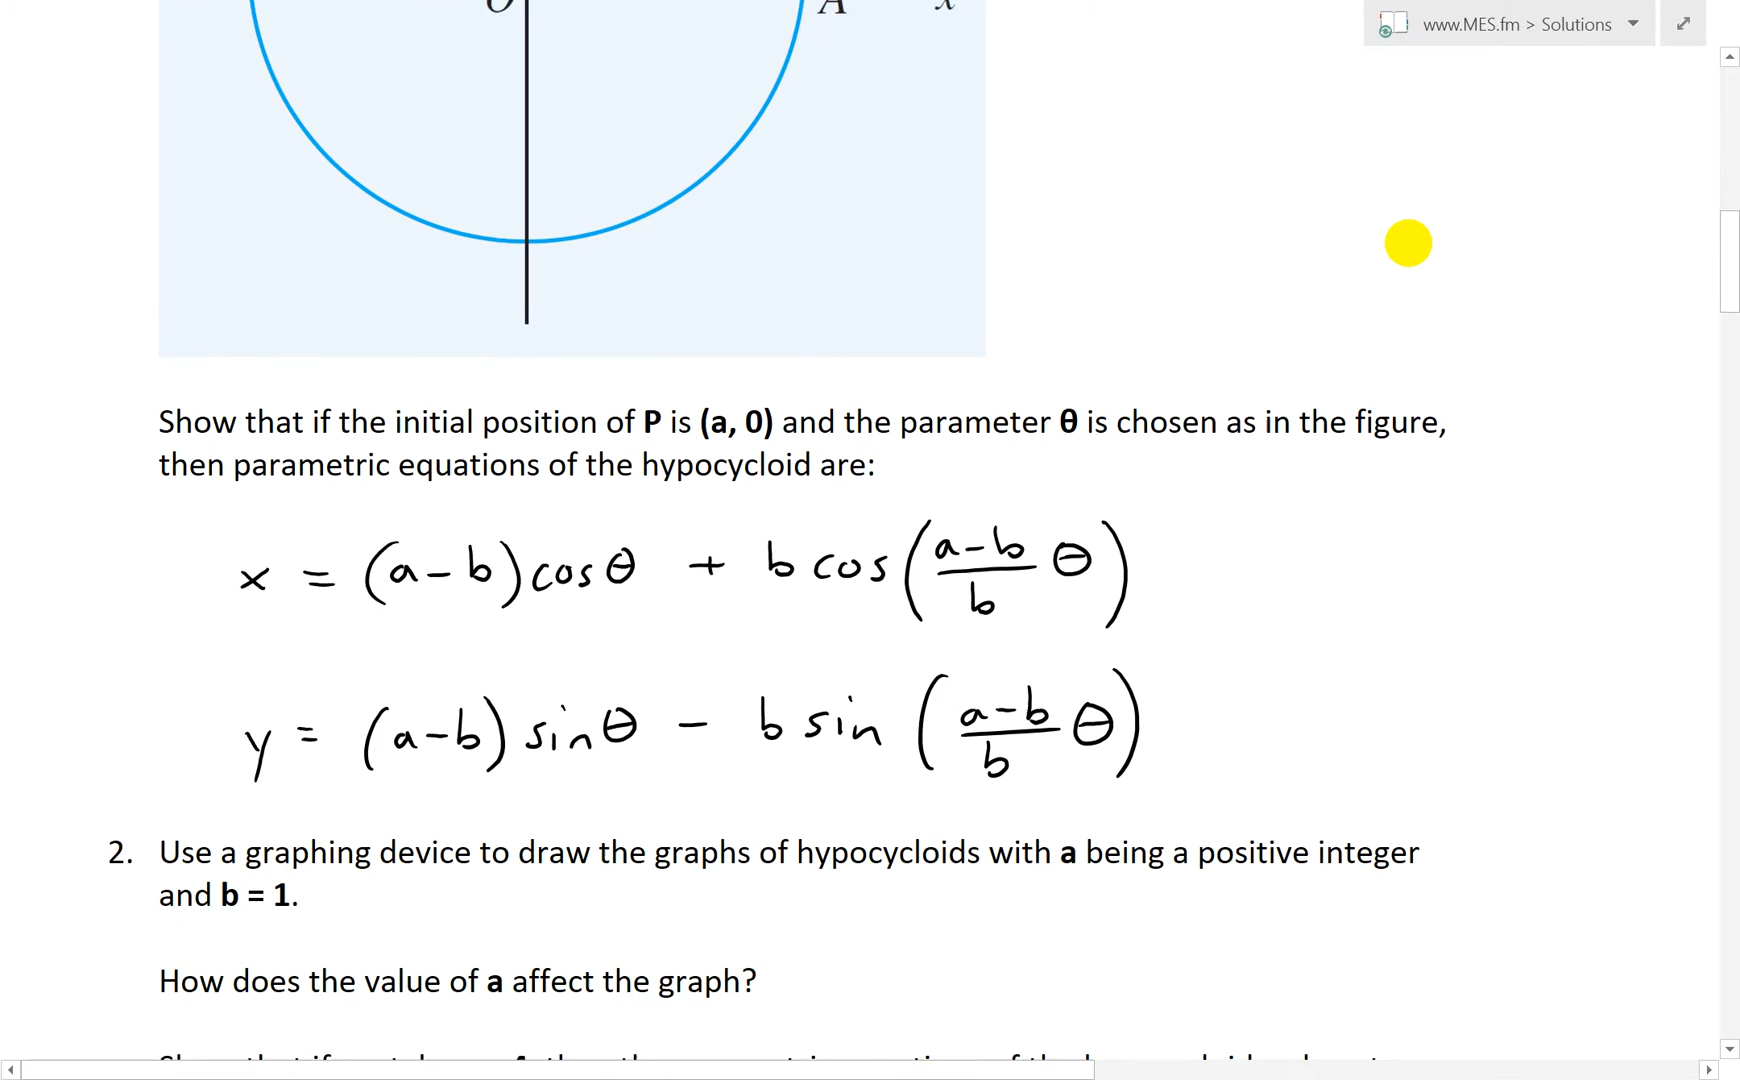 O A x
www.MES.fm > Solutions
Show that if the initial position of P is (a, 0) and the parameter θ is chosen as in the figure,
then parametric equations of the hypocycloid are:
x = (a-b) cos θ + b cos ( (a-b)/b θ )
y = (a-b) sin θ - b sin ( (a-b)/b θ )
2. Use a graphing device to draw the graphs of hypocycloids with a being a positive integer
and b = 1.
How does the value of a affect the graph?